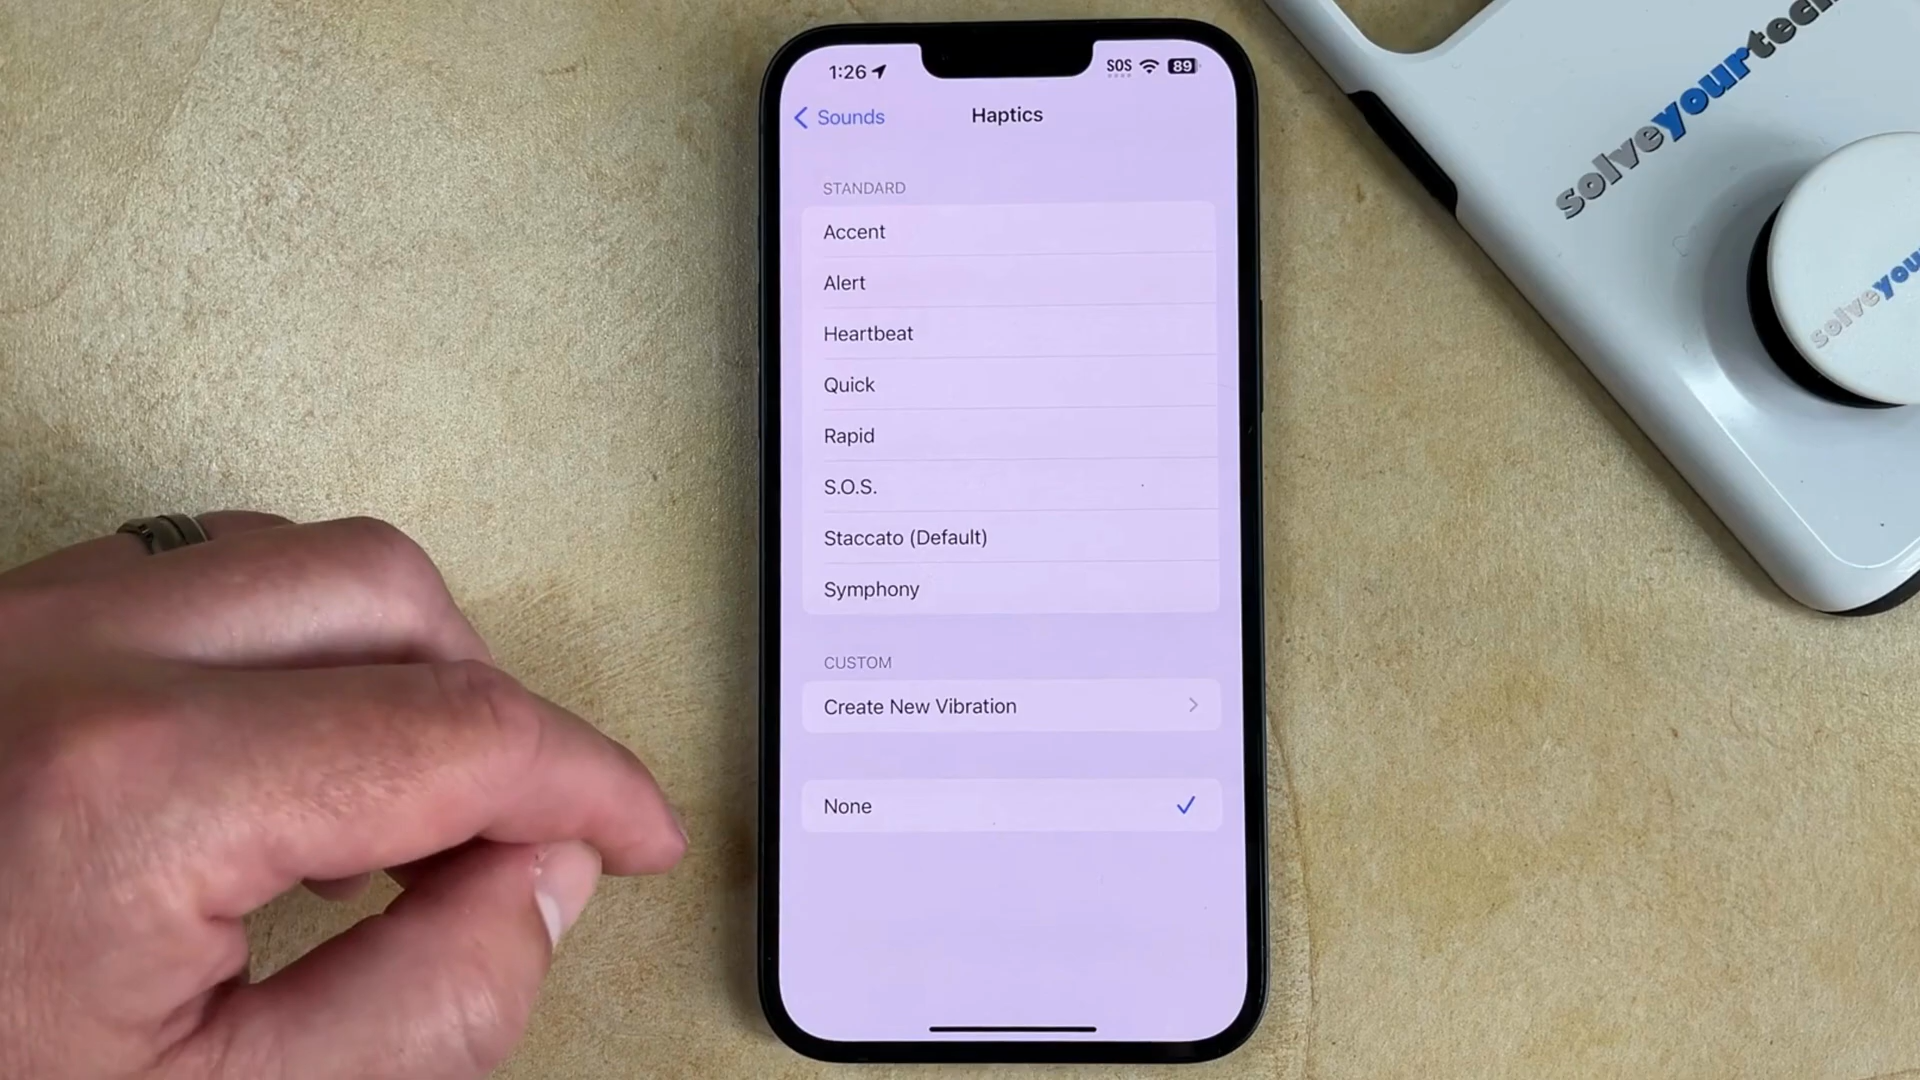 1:26
SOS
89
Sounds
Haptics
STANDARD
Accent
Alert
Heartbeat
Quick
Rapid
S.O.S.
Staccato (Default)
Symphony
CUSTOM
Create New Vibration
None
solveyourtech
solveyou